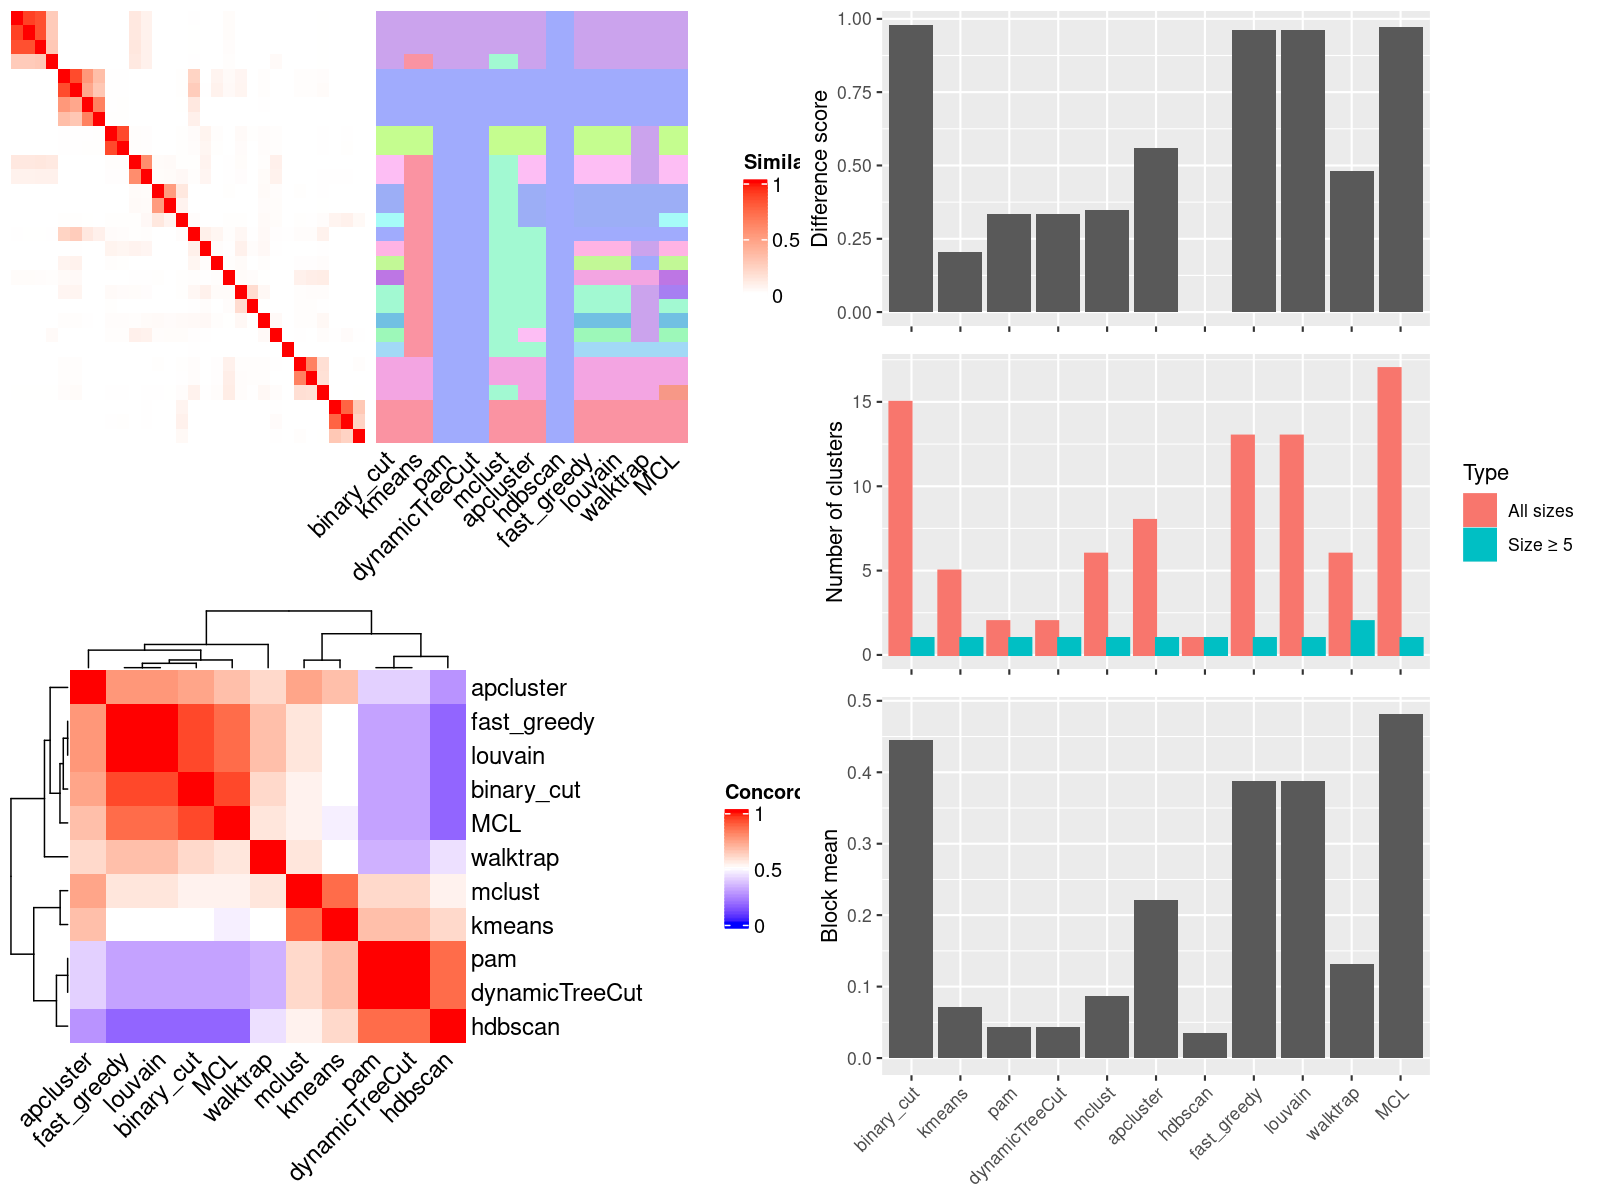 Simila
1
0.5
0
binary_cut
kmeans
pam
dynamicTreeCut
mclust
apcluster
hdbscan
fast_greedy
louvain
walktrap
MCL
apcluster
fast_greedy
louvain
binary_cut
MCL
walktrap
mclust
kmeans
pam
dynamicTreeCut
hdbscan
apcluster
fast_greedy
louvain
binary_cut
MCL
walktrap
mclust
kmeans
pam
dynamicTreeCut
hdbscan
Concord
1
0.5
0
Difference score
1.00
0.75
0.50
0.25
0.00
Number of clusters
15
10
5
0
Type
All sizes
Size ≥ 5
Block mean
0.5
0.4
0.3
0.2
0.1
0.0
binary_cut
kmeans
pam
dynamicTreeCut
mclust
apcluster
hdbscan
fast_greedy
louvain
walktrap
MCL